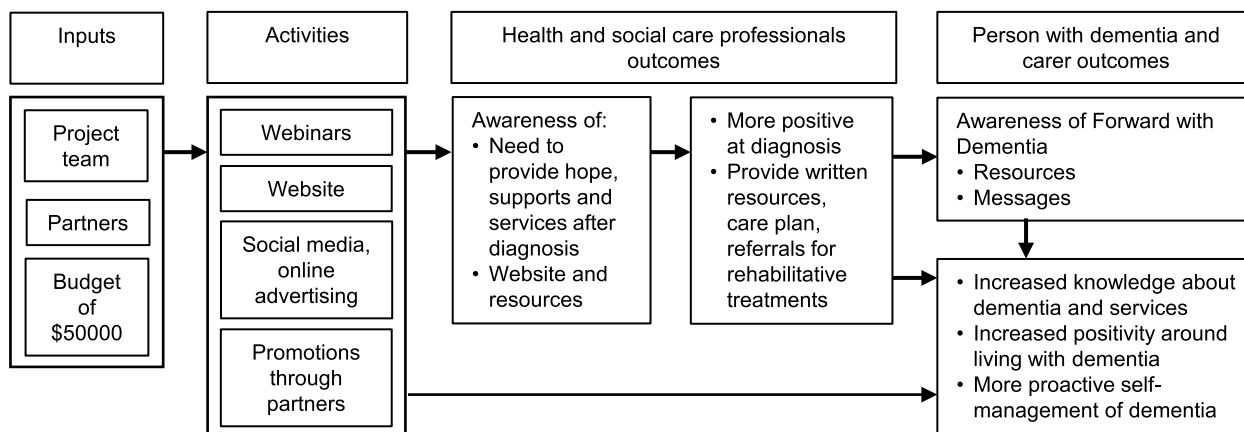 Inputs
Activities
Health and social care professionals
outcomes
Person with dementia and
carer outcomes
Project
team
Partners
Budget
of
$50000
Webinars
Website
Social media,
online
advertising
Promotions
through
partners
Awareness of:
• Need to
provide hope,
supports and
services after
diagnosis
• Website and
resources
• More positive
at diagnosis
• Provide written
resources,
care plan,
referrals for
rehabilitative
treatments
Awareness of Forward with
Dementia
• Resources
• Messages
• Increased knowledge about
dementia and services
• Increased positivity around
living with dementia
• More proactive self-
management of dementia